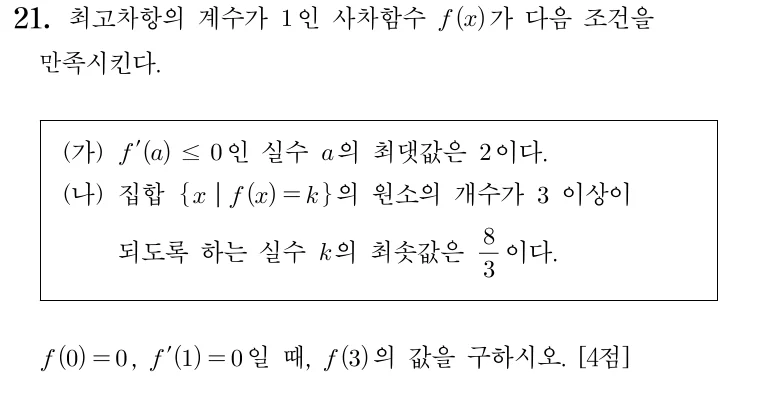 21. 최고차항의 계수가 1인 사차함수 f(x)가 다음 조건을
만족시킨다.
(가) f′(a) ≤ 0인 실수 a의 최댓값은 2이다.
(나) 집합 {x | f(x)=k}의 원소의 개수가 3 이상이
되도록 하는 실수 k의 최솟값은 8/3이다.
f(0)=0, f′(1)=0일 때, f(3)의 값을 구하시오. [4점]